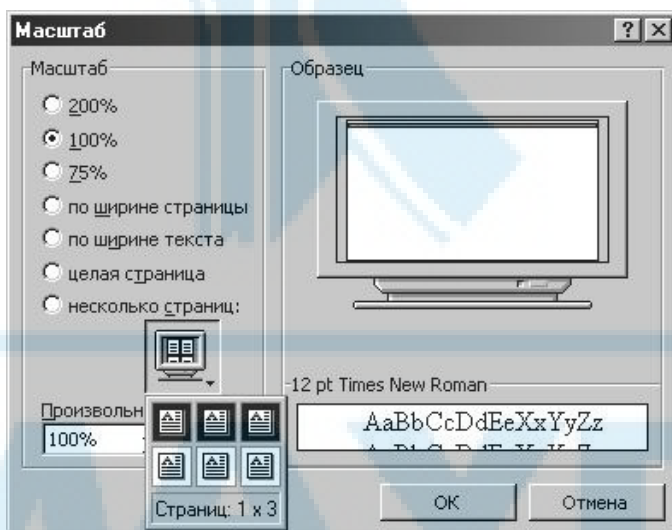 Масштаб
Масштаб
200%
100%
75%
по ширине страницы
по ширине текста
целая страница
несколько страниц:
Произвольн
100%
Страниц: 1 x 3
Образец
12 pt Times New Roman
AaBbCcDdEeXxYyZz
ОК
Отмена